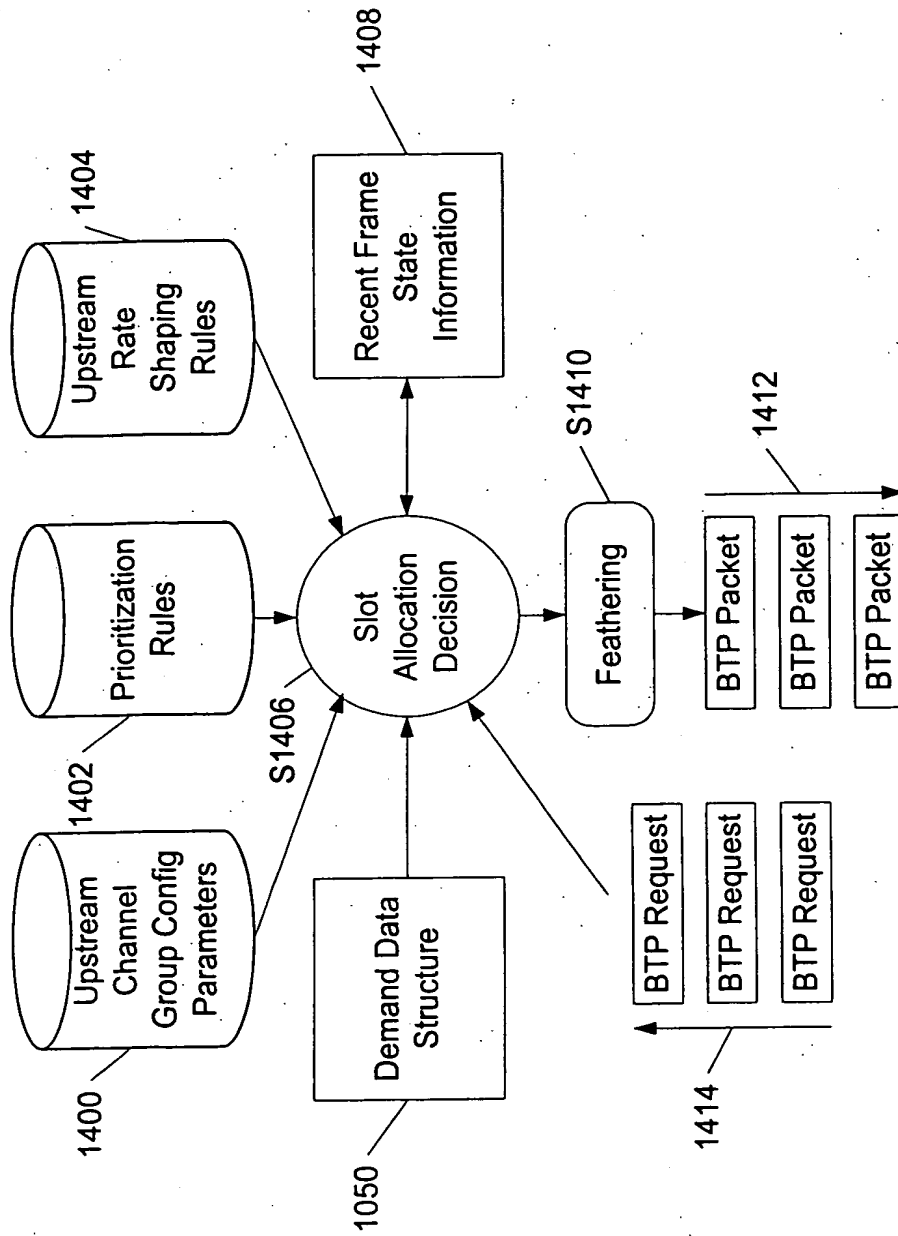 1400
Upstream
Channel
Group Config
Parameters
1402
Prioritization
Rules
1404
Upstream
Rate
Shaping
Rules
S1406
Slot
Allocation
Decision
1050
Demand Data
Structure
1408
Recent Frame
State
Information
S1410
Feathering
1412
BTP Packet
BTP Packet
BTP Packet
1414
BTP Request
BTP Request
BTP Request